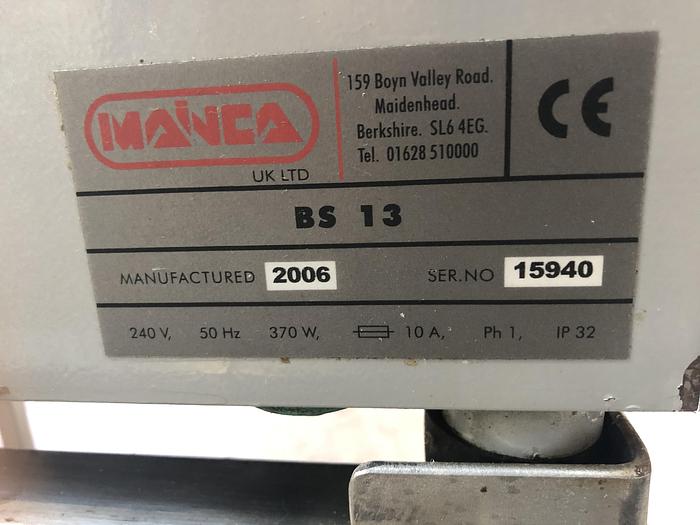 MAINCA
UK LTD
159 Boyn Valley Road.
Maidenhead.
Berkshire. SL6 4EG.
Tel. 01628 510000
CE
BS 13
MANUFACTURED 2006 SER.NO 15940
240 V, 50 Hz 370 W, 10 A, Ph 1, IP 32